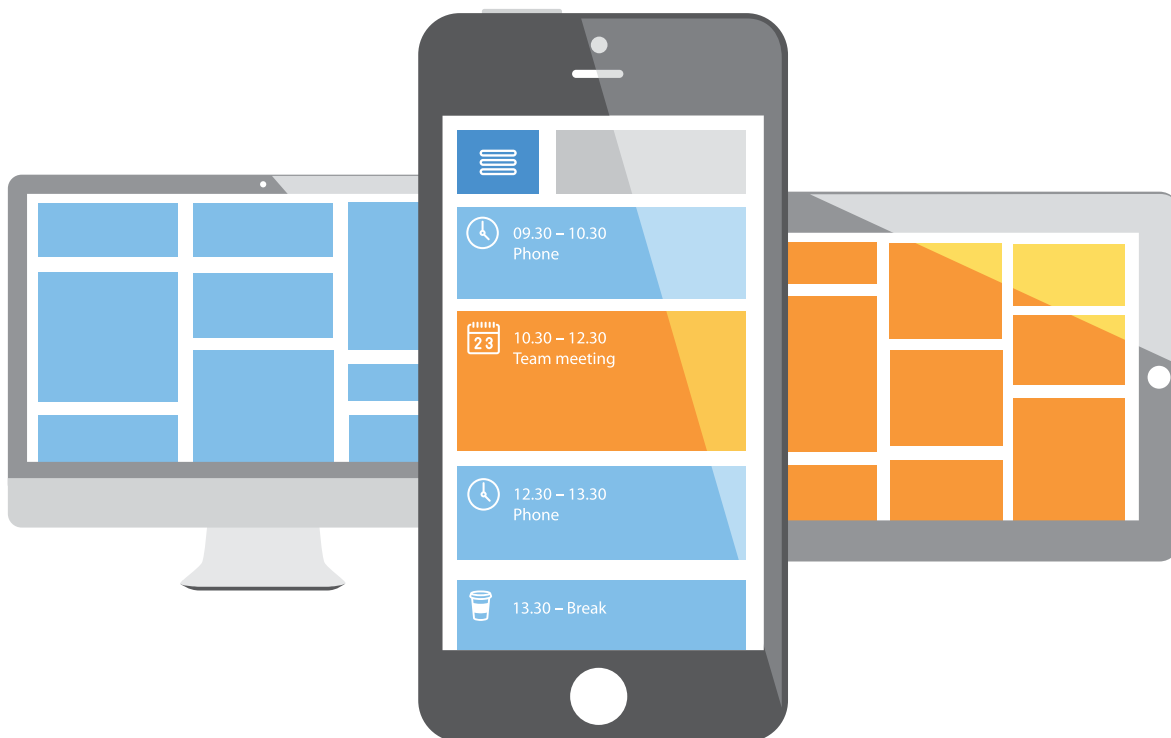 09.30 – 10.30
Phone
23
10.30 – 12.30
Team meeting
12.30 – 13.30
Phone
13.30 – Break